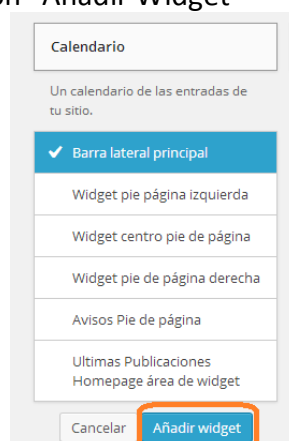 Añadir Widget
Calendario
Un calendario de las entradas de
tu sitio.
Barra lateral principal
Widget pie página izquierda
Widget centro pie de página
Widget pie de página derecha
Avisos Pie de página
Ultimas Publicaciones
Homepage área de widget
Cancelar Añadir widget